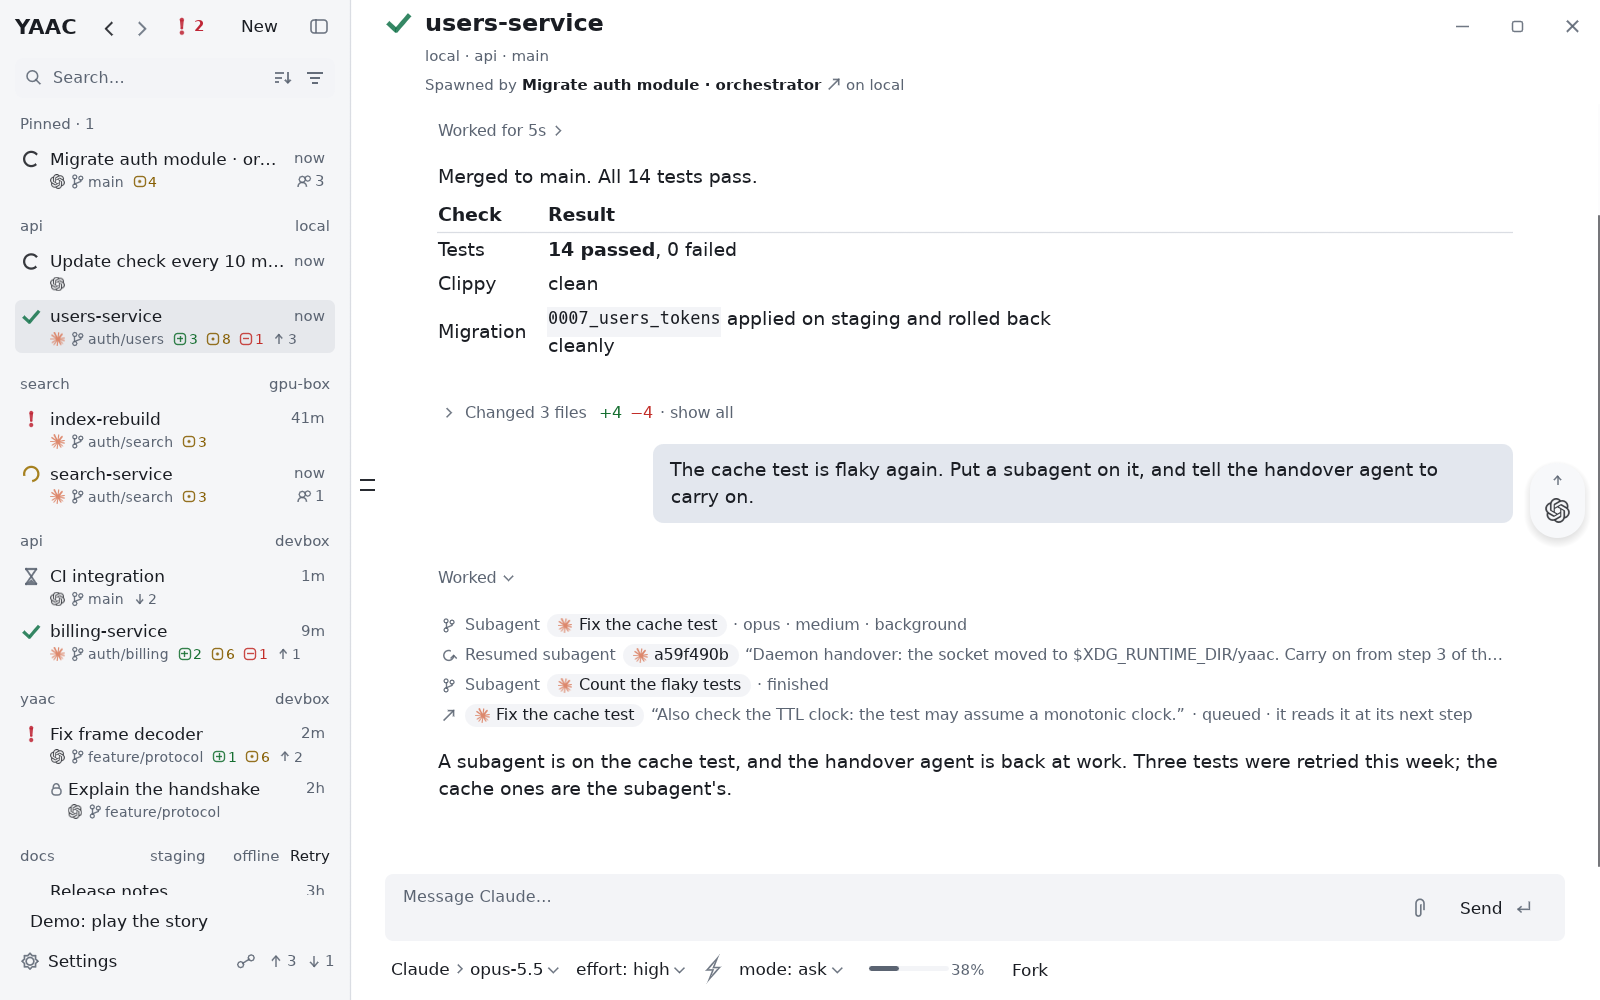 YAAC
2
New
Search...
Pinned · 1
Migrate auth module · or... now
main 4 3
api local
Update check every 10 m... now
users-service now
auth/users 3 8 1 ↑ 3
search gpu-box
index-rebuild 41m
auth/search 3
search-service now
auth/search 3 1
api devbox
CI integration 1m
main ↓ 2
billing-service 9m
auth/billing 2 6 1 ↑ 1
yaac devbox
Fix frame decoder 2m
feature/protocol 1 6 ↑ 2
Explain the handshake 2h
feature/protocol
docs staging offline Retry
Release notes 3h
Demo: play the story
Settings ↑ 3 ↓ 1
users-service
local · api · main
Spawned by Migrate auth module · orchestrator ↗ on local
Worked for 5s
Merged to main. All 14 tests pass.
Check Result
Tests 14 passed, 0 failed
Clippy clean
Migration 0007_users_tokens applied on staging and rolled back
cleanly
Changed 3 files +4 −4 · show all
The cache test is flaky again. Put a subagent on it, and tell the handover agent to
carry on.
Worked
Subagent Fix the cache test · opus · medium · background
Resumed subagent a59f490b “Daemon handover: the socket moved to $XDG_RUNTIME_DIR/yaac. Carry on from step 3 of th...
Subagent Count the flaky tests · finished
Fix the cache test “Also check the TTL clock: the test may assume a monotonic clock.” · queued · it reads it at its next step
A subagent is on the cache test, and the handover agent is back at work. Three tests were retried this week; the
cache ones are the subagent's.
Message Claude...
Send
Claude opus-5.5 effort: high mode: ask 38% Fork